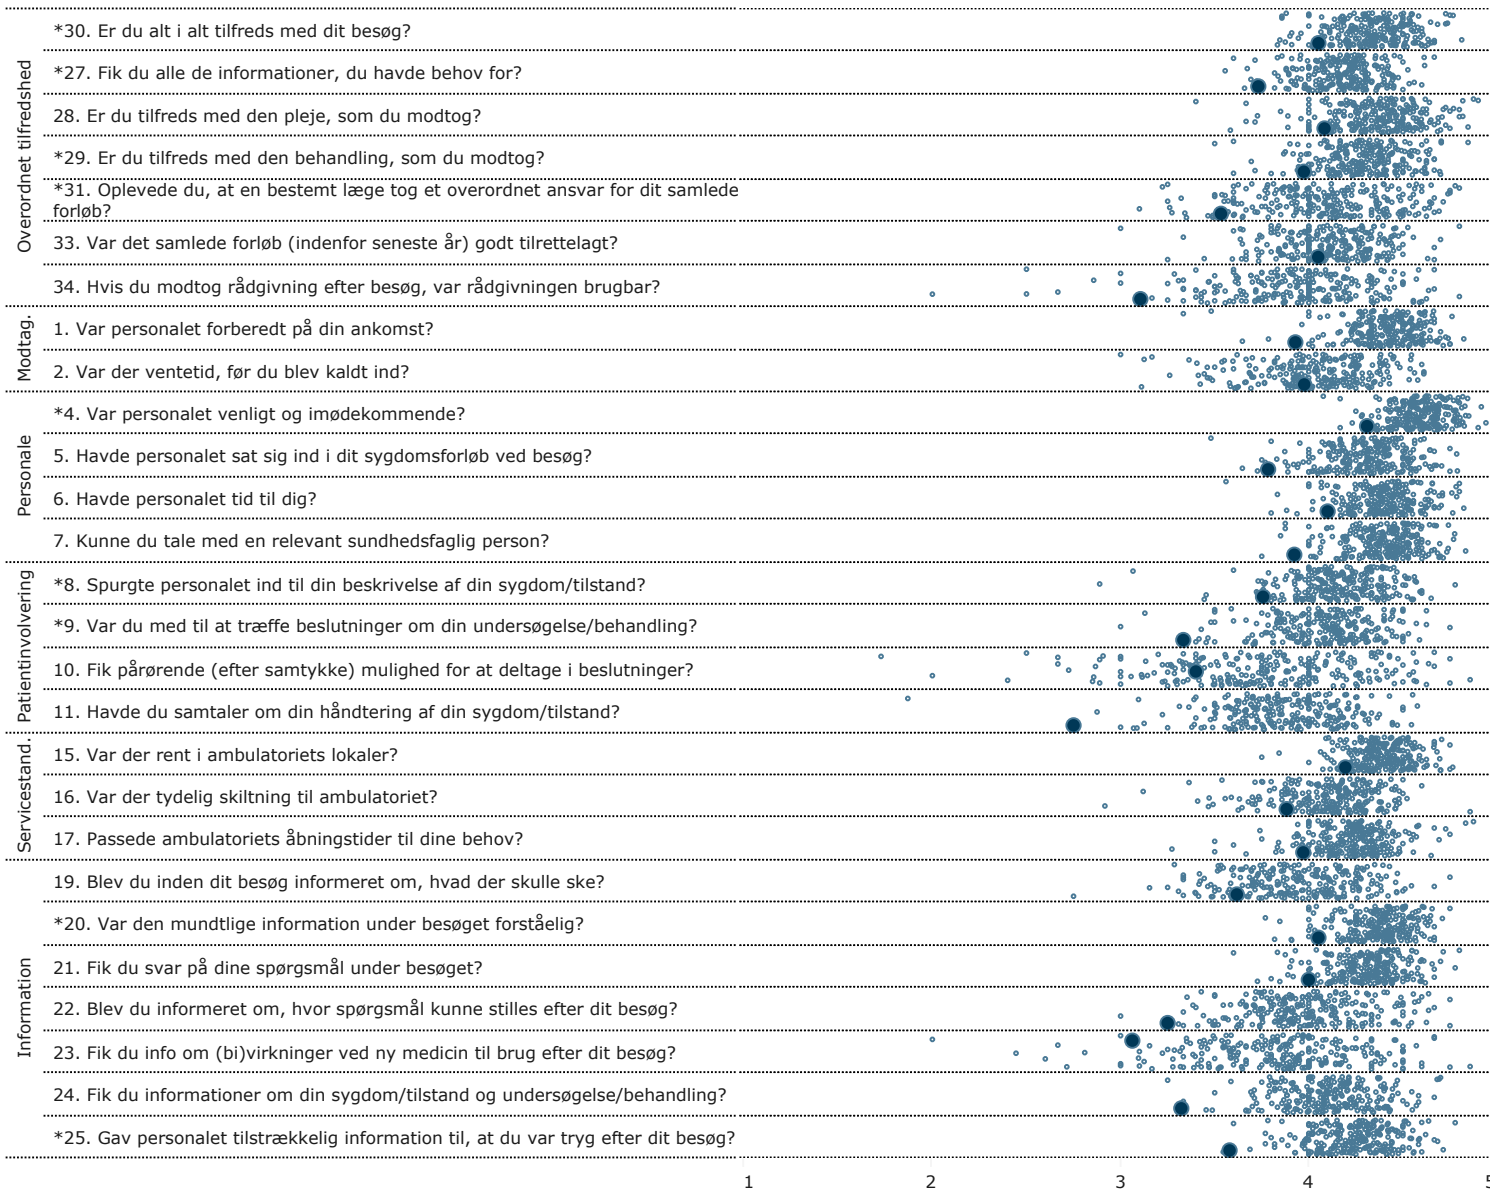 Overordnet tilfredshed
*30. Er du alt i alt tilfreds med dit besøg?
*27. Fik du alle de informationer, du havde behov for?
28. Er du tilfreds med den pleje, som du modtog?
*29. Er du tilfreds med den behandling, som du modtog?
*31. Oplevede du, at en bestemt læge tog et overordnet ansvar for dit samlede
forløb?
33. Var det samlede forløb (indenfor seneste år) godt tilrettelagt?
34. Hvis du modtog rådgivning efter besøg, var rådgivningen brugbar?
Modtag.
1. Var personalet forberedt på din ankomst?
2. Var der ventetid, før du blev kaldt ind?
Personale
*4. Var personalet venligt og imødekommende?
5. Havde personalet sat sig ind i dit sygdomsforløb ved besøg?
6. Havde personalet tid til dig?
7. Kunne du tale med en relevant sundhedsfaglig person?
Patientinvolvering
*8. Spurgte personalet ind til din beskrivelse af din sygdom/tilstand?
*9. Var du med til at træffe beslutninger om din undersøgelse/behandling?
10. Fik pårørende (efter samtykke) mulighed for at deltage i beslutninger?
11. Havde du samtaler om din håndtering af din sygdom/tilstand?
Servicestand.
15. Var der rent i ambulatoriets lokaler?
16. Var der tydelig skiltning til ambulatoriet?
17. Passede ambulatoriets åbningstider til dine behov?
Information
19. Blev du inden dit besøg informeret om, hvad der skulle ske?
*20. Var den mundtlige information under besøget forståelig?
21. Fik du svar på dine spørgsmål under besøget?
22. Blev du informeret om, hvor spørgsmål kunne stilles efter dit besøg?
23. Fik du info om (bi)virkninger ved ny medicin til brug efter dit besøg?
24. Fik du informationer om din sygdom/tilstand og undersøgelse/behandling?
*25. Gav personalet tilstrækkelig information til, at du var tryg efter dit besøg?
1 2 3 4 5